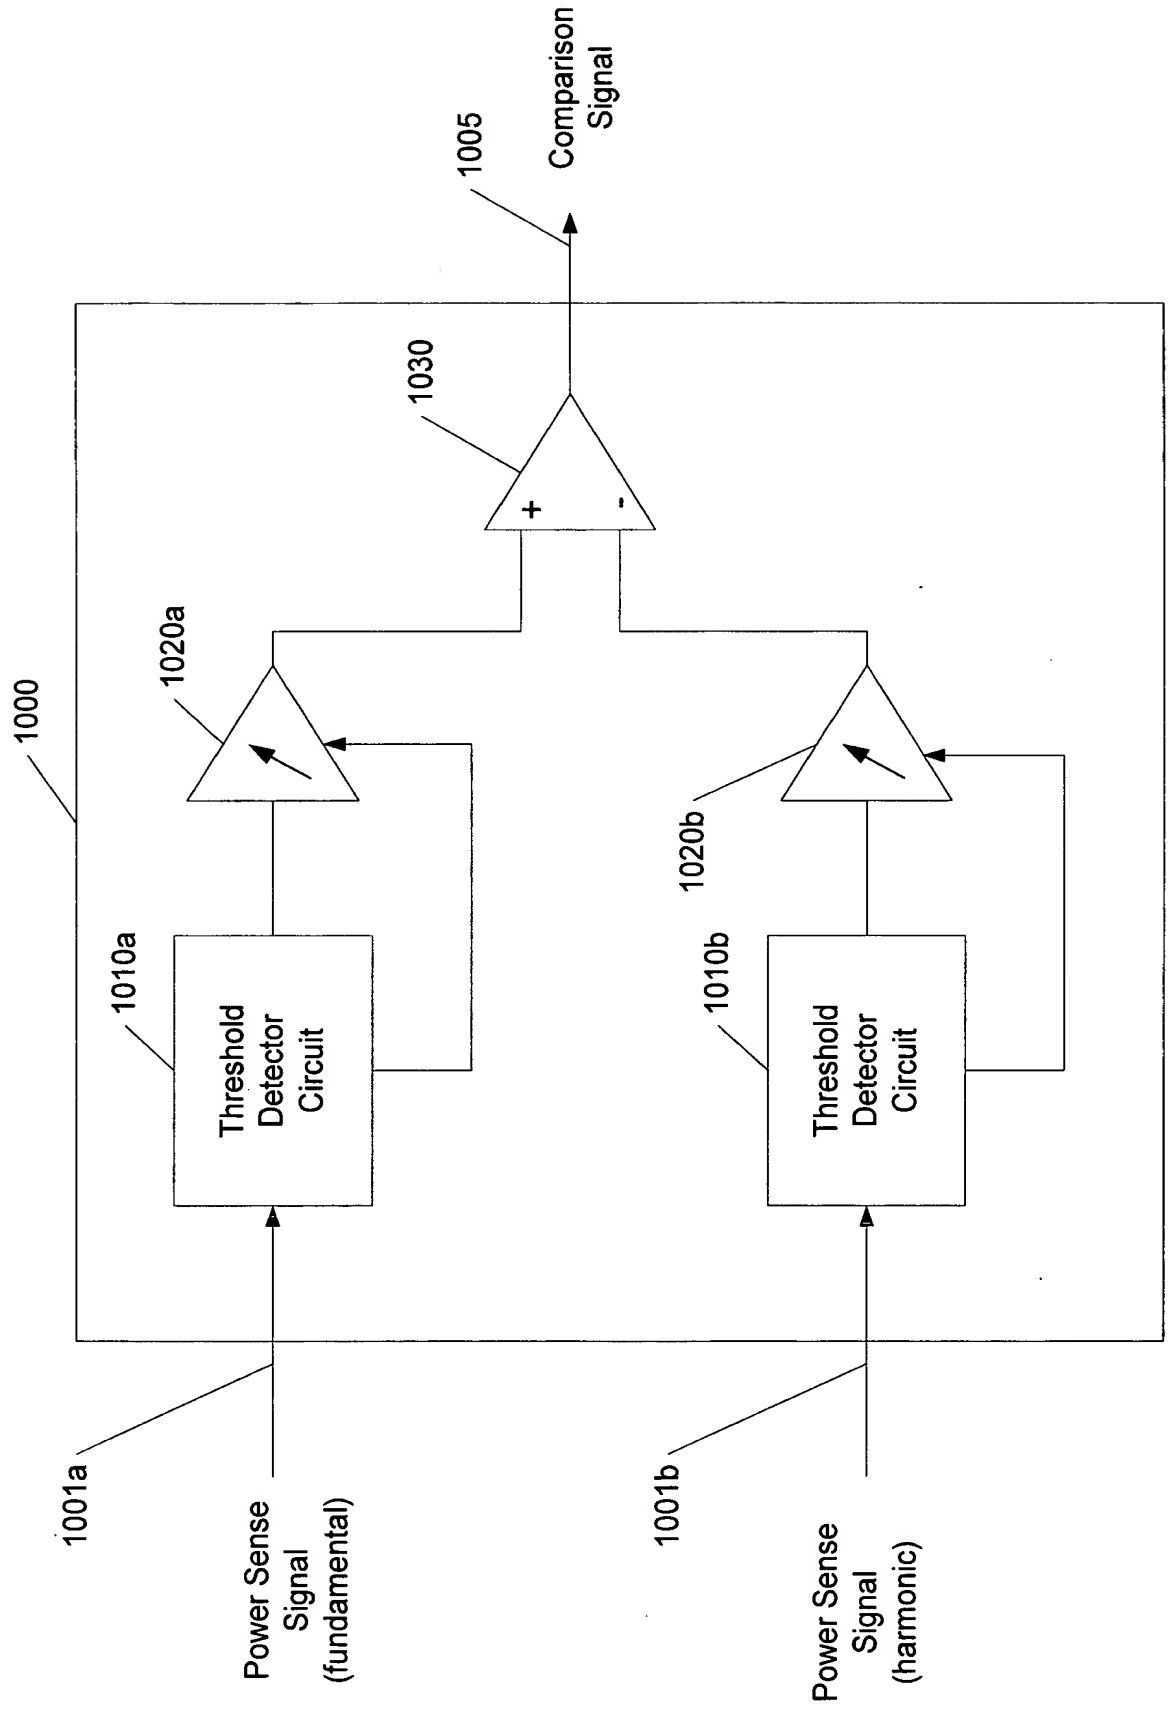 1000
1001a
Power Sense
Signal
(fundamental)
1010a
Threshold
Detector
Circuit
1020a
1030
+
-
1005
Comparison
Signal
1001b
Power Sense
Signal
(harmonic)
1010b
Threshold
Detector
Circuit
1020b